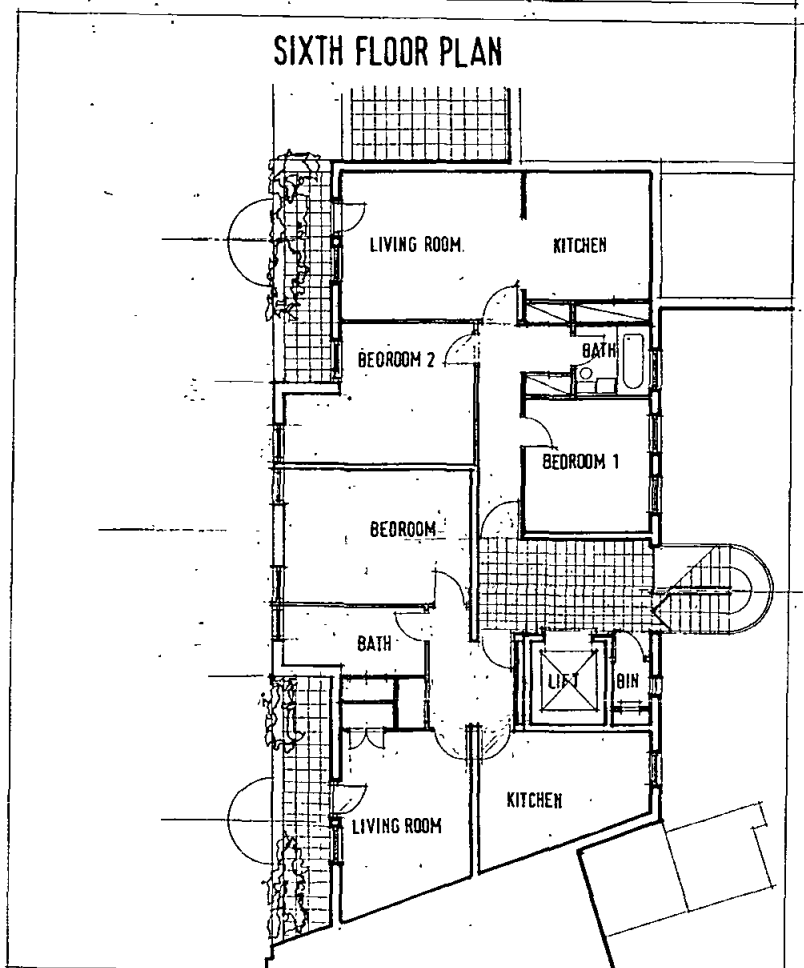 SIXTH FLOOR PLAN
LIVING ROOM.
KITCHEN
BATH
BEDROOM 2
BEDROOM 1
BEDROOM
BATH
LIFT
BIN
KITCHEN
LIVING ROOM